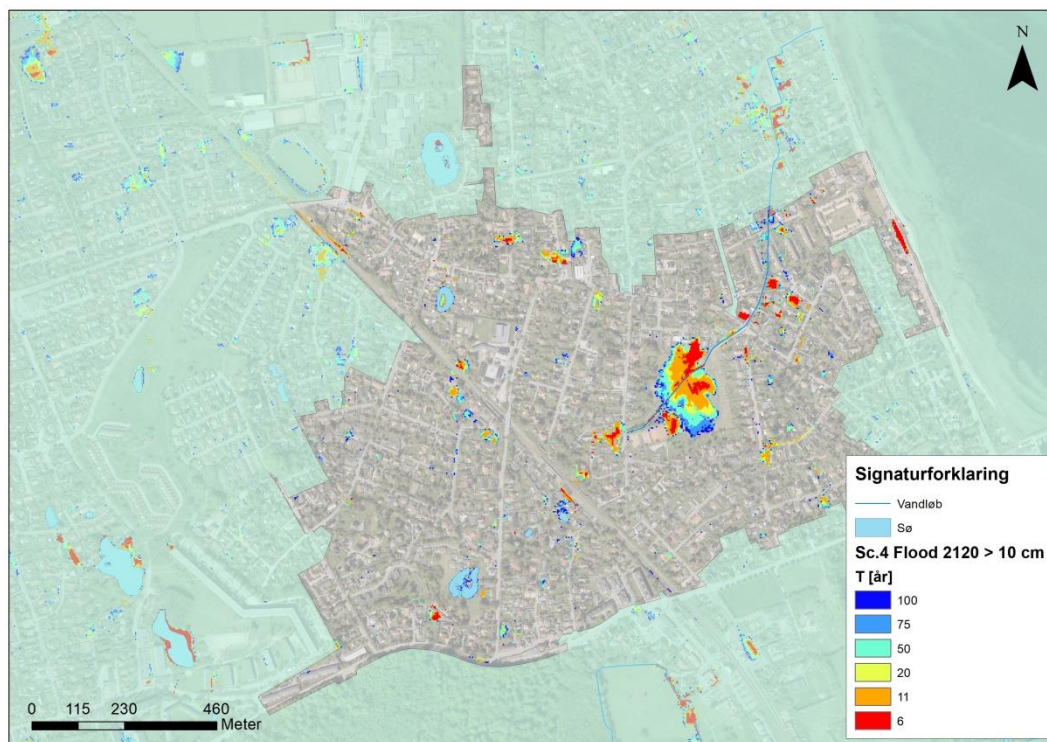 N
Signaturforklaring
Vandløb
Sø
Sc.4 Flood 2120 > 10 cm
T [år]
100
75
50
20
11
6
0 115 230 460
Meter